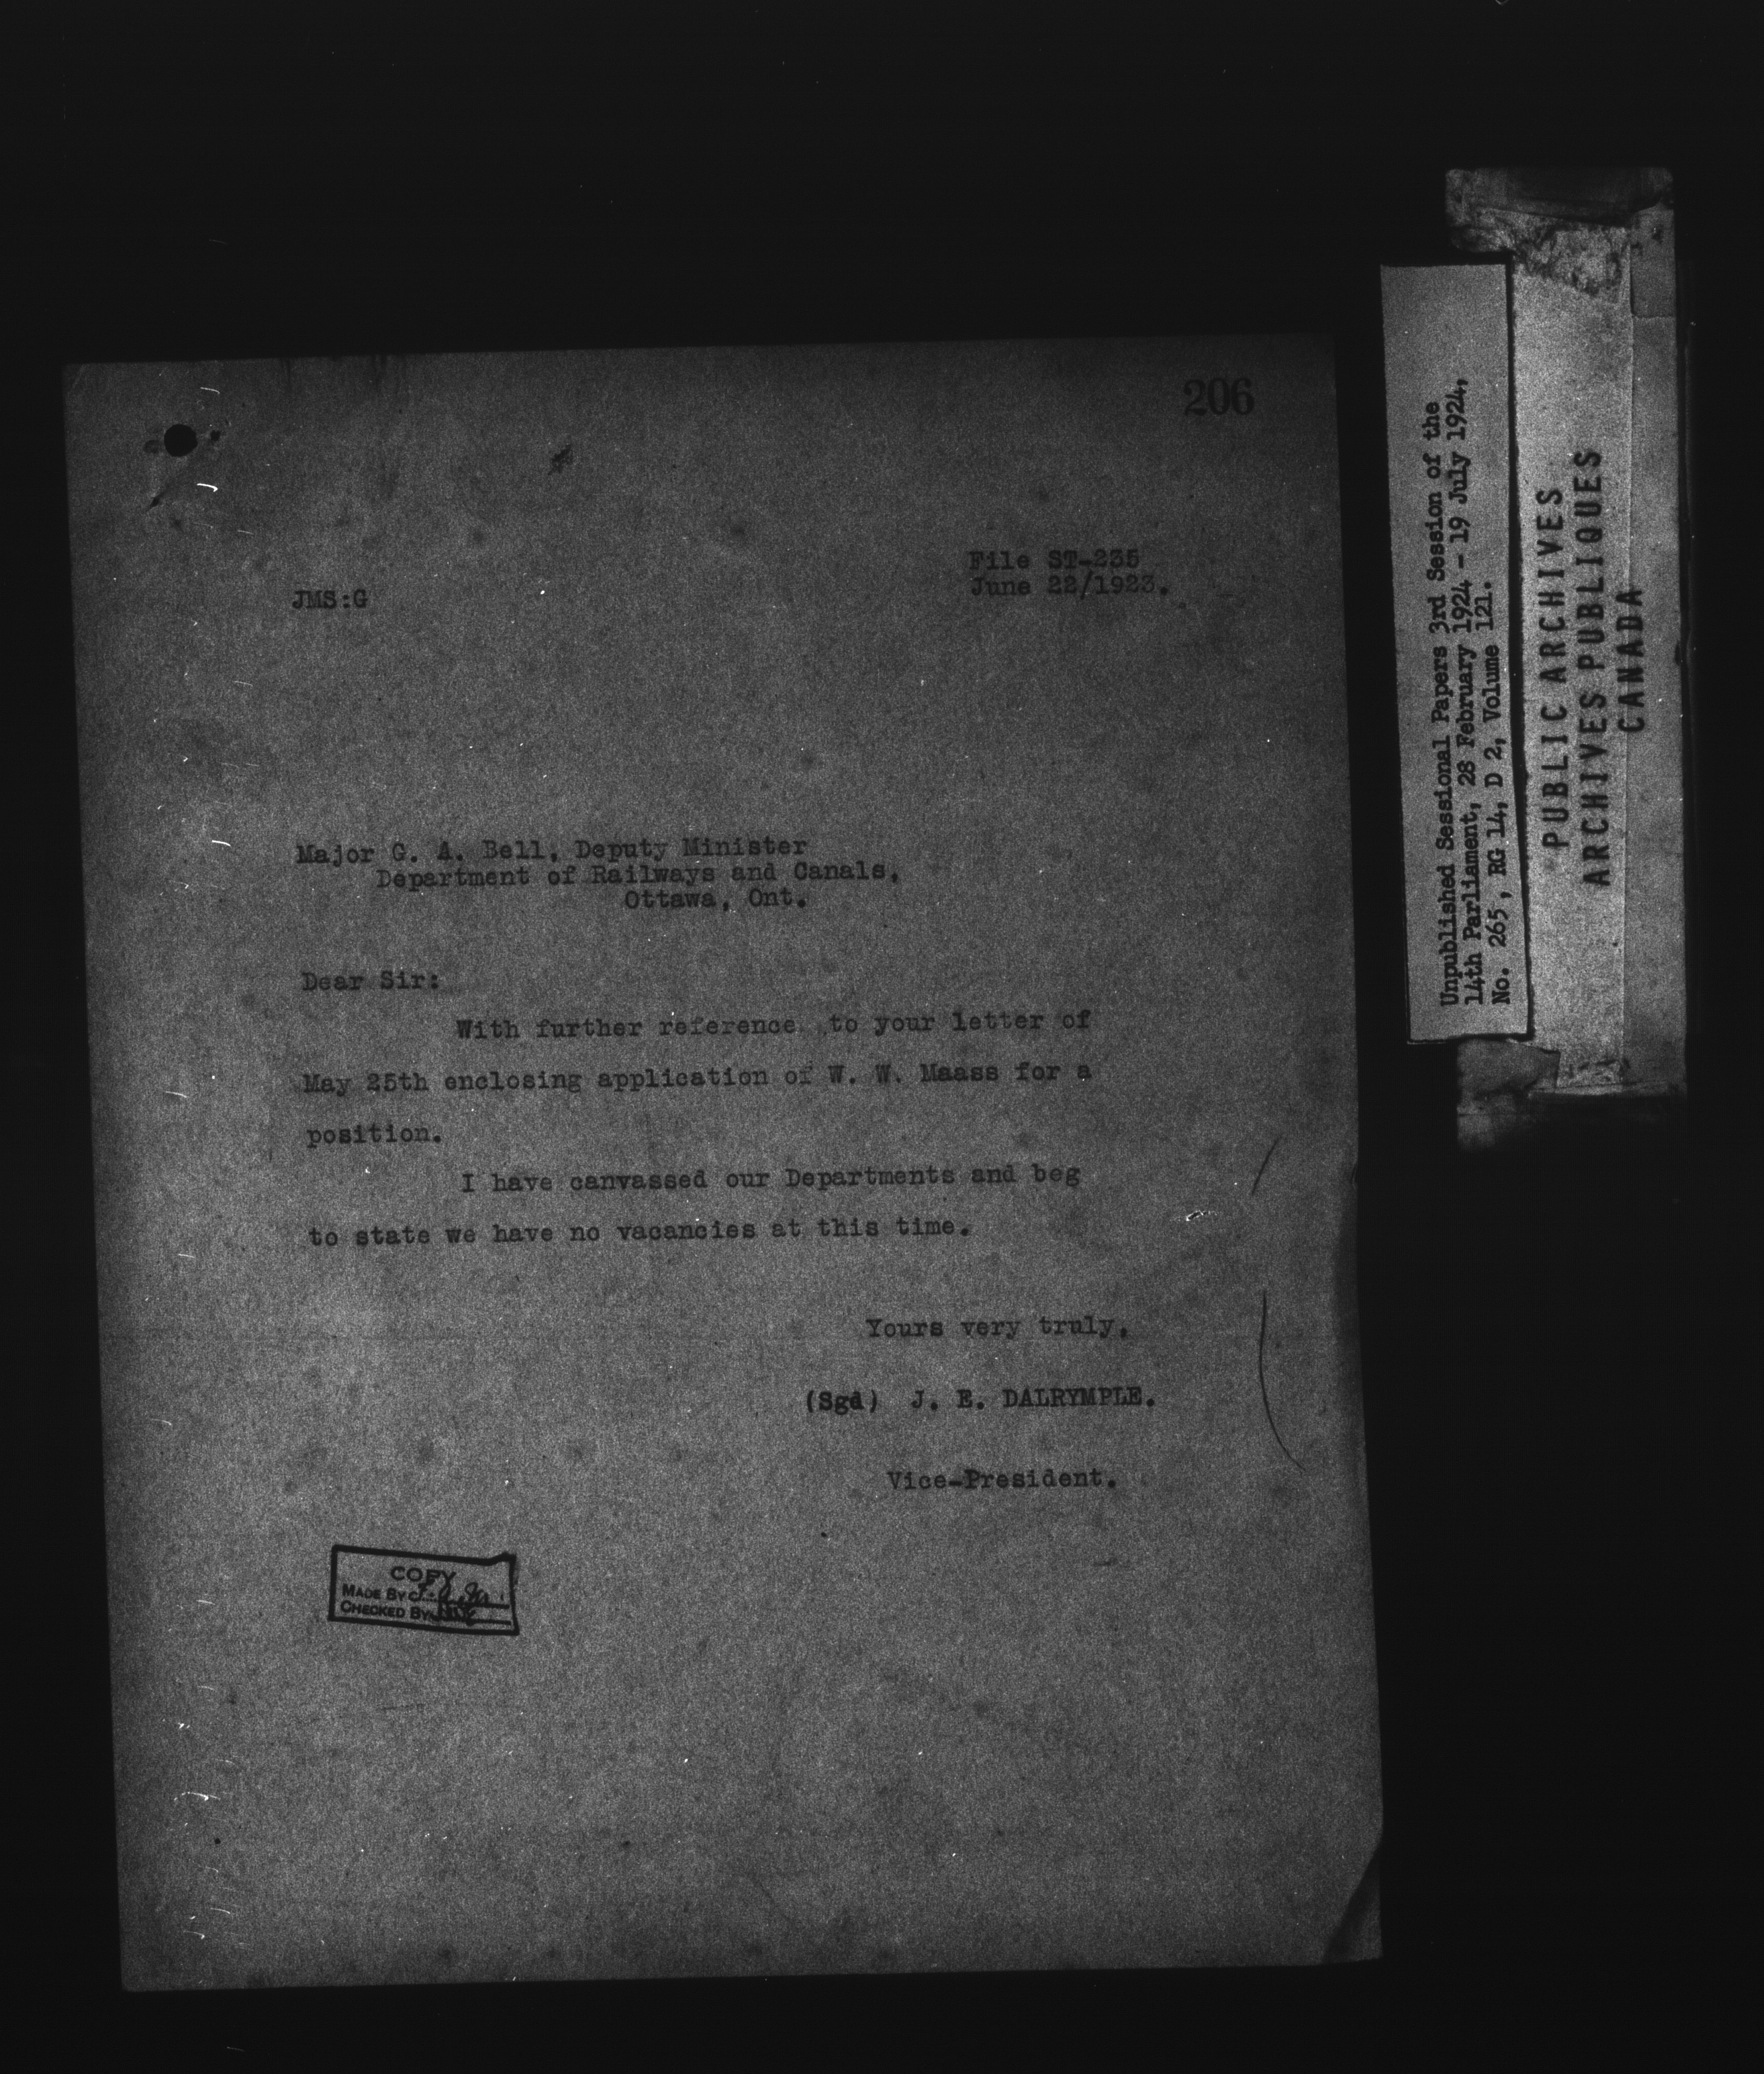 206
File ST-235
June 22/1923.
JMS:G
Major G. A. Bell, Deputy Minister
Department of Railways and Canals,
Ottawa, Ont.
Dear Sir:
With further reference to your letter of
May 25th enclosing application of W. W. Maass for a
position.
I have canvassed our Departments and beg
to state we have no vacancies at this time.
Yours very truly,
(Sgd) J. E. DALRYMPLE.
Vice-President.
COPY
MADE BY
CHECKED BY
Unpublished Sessional Papers 3rd Session of the
14th Parliament, 28 February 1924 - 19 July 1924,
No. 265, RG 14, D 2, Volume 121.
PUBLIC ARCHIVES
ARCHIVES PUBLIQUES
CANADA